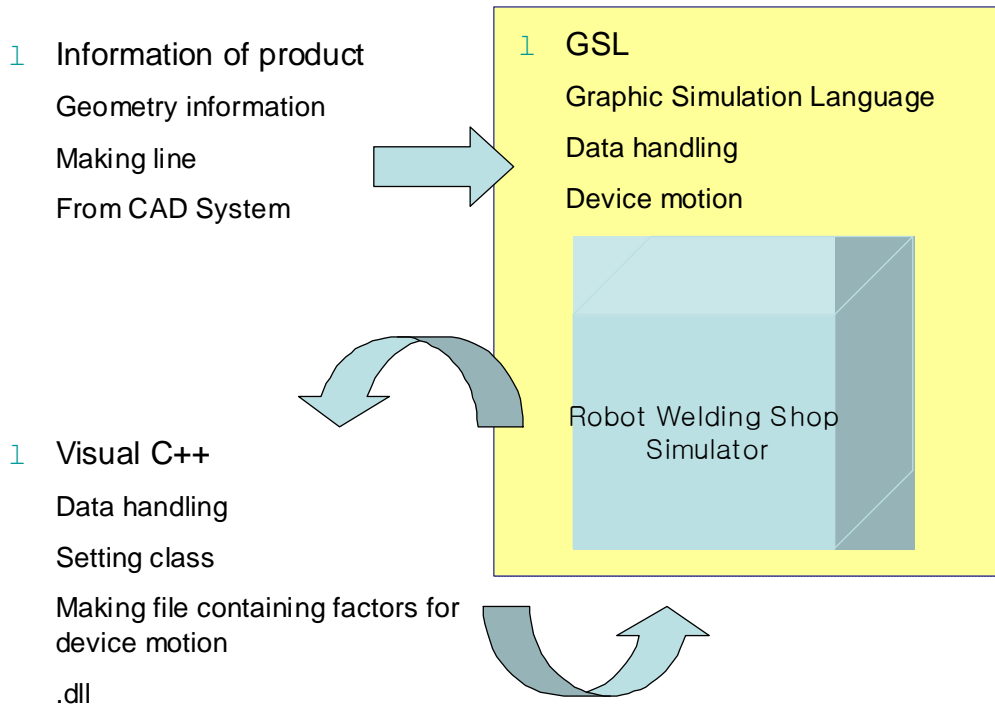 l Information of product
Geometry information
Making line
From CAD System
l GSL
Graphic Simulation Language
Data handling
Device motion
Robot Welding Shop
Simulator
l Visual C++
Data handling
Setting class
Making file containing factors for
device motion
.dll